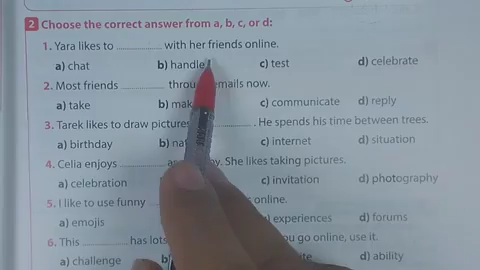 2 Choose the correct answer from a, b, c, or d:
1. Yara likes to .................. with her friends online.
a) chat b) handle c) test d) celebrate
2. Most friends .................. emails now.
a) take b) c) communicate d) reply
3. Tarek likes to draw .................. . He spends his time between trees.
a) birthday b) c) internet d) situation
4. Celia enjoys .................. She likes taking pictures.
a) celebration c) invitation d) photography
5. I like to use funny .................. online.
a) emojis experiences d) forums
6. This .................. has lots you go online, use it.
a) challenge d) ability